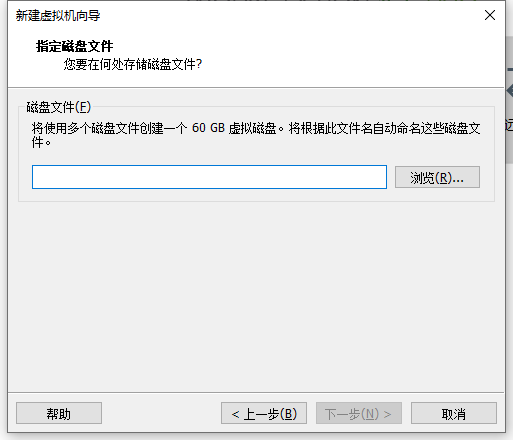 新建虚拟机向导
指定磁盘文件
您要在何处存储磁盘文件?
磁盘文件(F)
将使用多个磁盘文件创建一个 60 GB 虚拟磁盘。将根据此文件名自动命名这些磁盘文
件。
浏览(R)...
帮助
< 上一步(B)
下一步(N) >
取消